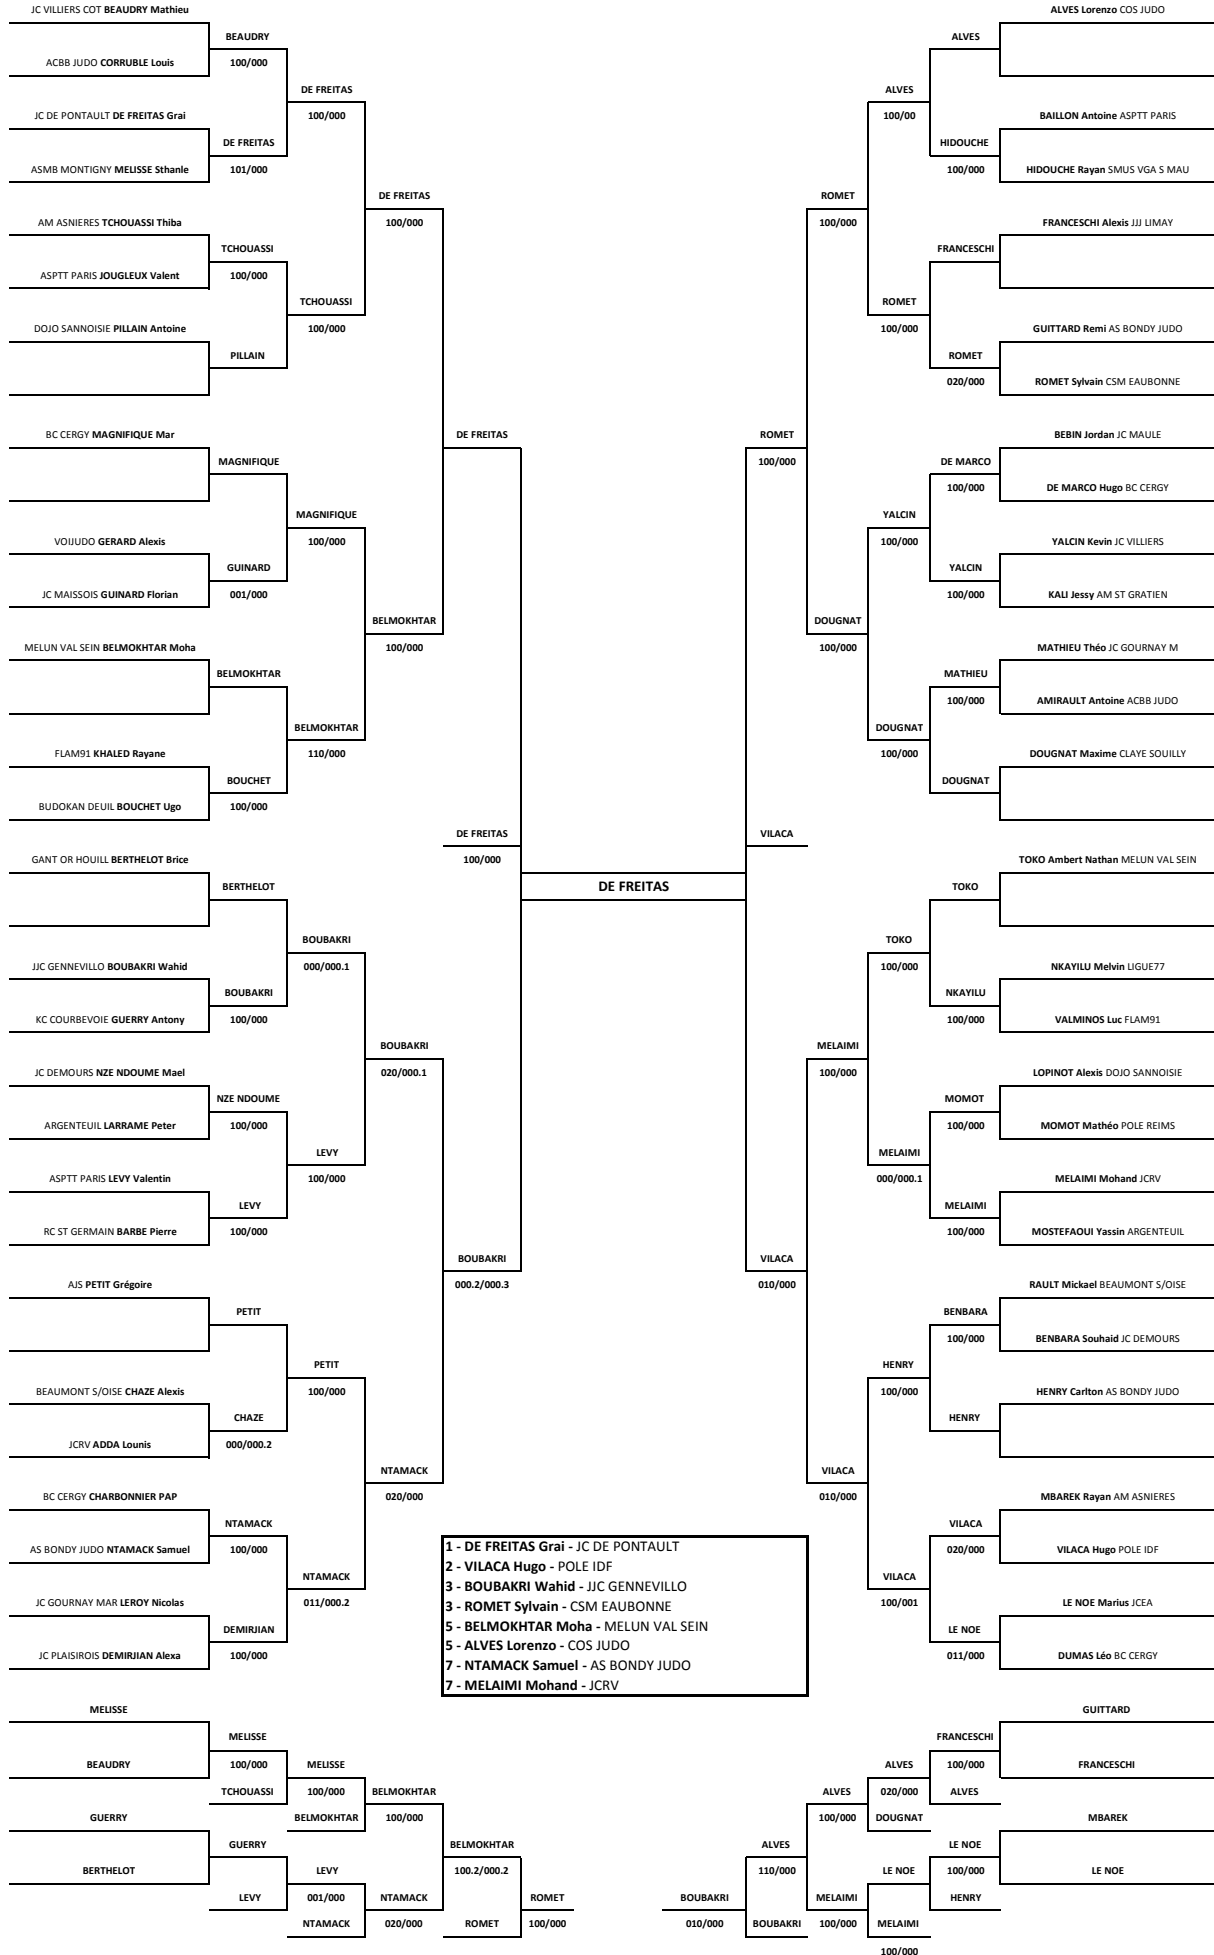 JC VILLIERS COT BEAUDRY Mathieu
BEAUDRY
ACBB JUDO CORRUBLE Louis
100/000
DE FREITAS
JC DE PONTAULT DE FREITAS Grai
100/000
DE FREITAS
ASMB MONTIGNY MELISSE Sthanle
101/000
DE FREITAS
AM ASNIERES TCHOUASSI Thiba
100/000
TCHOUASSI
ASPTT PARIS JOUGLEUX Valent
100/000
TCHOUASSI
DOJO SANNOISIE PILLAIN Antoine
100/000
PILLAIN
BC CERGY MAGNIFIQUE Mar
DE FREITAS
MAGNIFIQUE
MAGNIFIQUE
VOIJUDO GERARD Alexis
100/000
GUINARD
JC MAISSOIS GUINARD Florian
001/000
BELMOKHTAR
MELUN VAL SEIN BELMOKHTAR Moha
100/000
BELMOKHTAR
BELMOKHTAR
FLAM91 KHALED Rayane
110/000
BOUCHET
BUDOKAN DEUIL BOUCHET Ugo
100/000
DE FREITAS
100/000
GANT OR HOUILL BERTHELOT Brice
BERTHELOT
BOUBAKRI
JJC GENNEVILLO BOUBAKRI Wahid
000/000.1
BOUBAKRI
KC COURBEVOIE GUERRY Antony
100/000
BOUBAKRI
JC DEMOURS NZE NDOUME Mael
020/000.1
NZE NDOUME
ARGENTEUIL LARRAME Peter
100/000
LEVY
ASPTT PARIS LEVY Valentin
100/000
LEVY
RC ST GERMAIN BARBE Pierre
100/000
BOUBAKRI
AJS PETIT Grégoire
000.2/000.3
PETIT
PETIT
BEAUMONT S/OISE CHAZE Alexis
100/000
CHAZE
JCRV ADDA Lounis
000/000.2
NTAMACK
BC CERGY CHARBONNIER PAP
020/000
NTAMACK
AS BONDY JUDO NTAMACK Samuel
100/000
NTAMACK
JC GOURNAY MAR LEROY Nicolas
011/000.2
DEMIRJIAN
JC PLAISIROIS DEMIRJIAN Alexa
100/000
DE FREITAS
ALVES Lorenzo COS JUDO
ALVES
ALVES
BAILLON Antoine ASPTT PARIS
100/00
HIDOUCHE
HIDOUCHE Rayan SMUS VGA S MAU
100/000
ROMET
FRANCESCHI Alexis JJJ LIMAY
100/000
FRANCESCHI
ROMET
GUITTARD Remi AS BONDY JUDO
100/000
ROMET
ROMET Sylvain CSM EAUBONNE
020/000
ROMET
BEBIN Jordan JC MAULE
100/000
DE MARCO
DE MARCO Hugo BC CERGY
100/000
YALCIN
YALCIN Kevin JC VILLIERS
100/000
YALCIN
KALI Jessy AM ST GRATIEN
100/000
DOUGNAT
MATHIEU Théo JC GOURNAY M
100/000
MATHIEU
AMIRAULT Antoine ACBB JUDO
100/000
DOUGNAT
DOUGNAT Maxime CLAYE SOUILLY
100/000
DOUGNAT
VILACA
TOKO Ambert Nathan MELUN VAL SEIN
TOKO
TOKO
NKAYILU Melvin LIGUE77
100/000
NKAYILU
VALMINOS Luc FLAM91
100/000
MELAIMI
LOPINOT Alexis DOJO SANNOISIE
100/000
MOMOT
MOMOT Mathéo POLE REIMS
100/000
MELAIMI
MELAIMI Mohand JCRV
000/000.1
MELAIMI
MOSTEFAOUI Yassin ARGENTEUIL
100/000
VILACA
RAULT Mickael BEAUMONT S/OISE
010/000
BENBARA
BENBARA Souhaid JC DEMOURS
100/000
HENRY
HENRY Carlton AS BONDY JUDO
100/000
HENRY
VILACA
MBAREK Rayan AM ASNIERES
010/000
VILACA
VILACA Hugo POLE IDF
020/000
VILACA
LE NOE Marius JCEA
100/001
LE NOE
DUMAS Léo BC CERGY
011/000
1 - DE FREITAS Grai - JC DE PONTAULT
2 - VILACA Hugo - POLE IDF
3 - BOUBAKRI Wahid - JJC GENNEVILLO
3 - ROMET Sylvain - CSM EAUBONNE
5 - BELMOKHTAR Moha - MELUN VAL SEIN
5 - ALVES Lorenzo - COS JUDO
7 - NTAMACK Samuel - AS BONDY JUDO
7 - MELAIMI Mohand - JCRV
MELISSE
MELISSE
BEAUDRY
100/000
MELISSE
TCHOUASSI
100/000
BELMOKHTAR
GUERRY
BELMOKHTAR
100/000
GUERRY
BELMOKHTAR
BERTHELOT
LEVY
100.2/000.2
LEVY
001/000
NTAMACK
ROMET
NTAMACK
020/000
ROMET
100/000
GUITTARD
FRANCESCHI
ALVES
100/000
FRANCESCHI
ALVES
020/000
ALVES
100/000
DOUGNAT
MBAREK
ALVES
LE NOE
110/000
LE NOE
100/000
LE NOE
BOUBAKRI
MELAIMI
HENRY
010/000
BOUBAKRI
100/000
MELAIMI
100/000